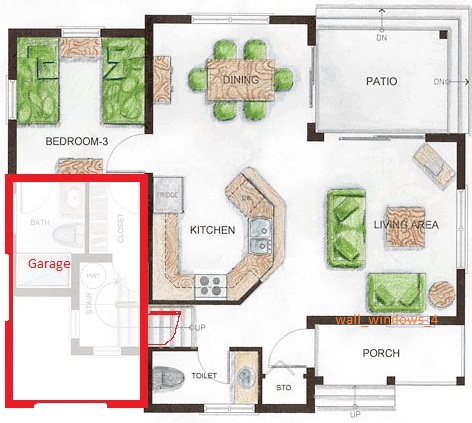 DN
DINING
PATIO
DN
BEDROOM-3
FRIDGE
BATH
CLOSET
KITCHEN
LIVING AREA
Garage
HWT
STAIR
wall_windows_4
UP
PORCH
TOILET
STO.
UP